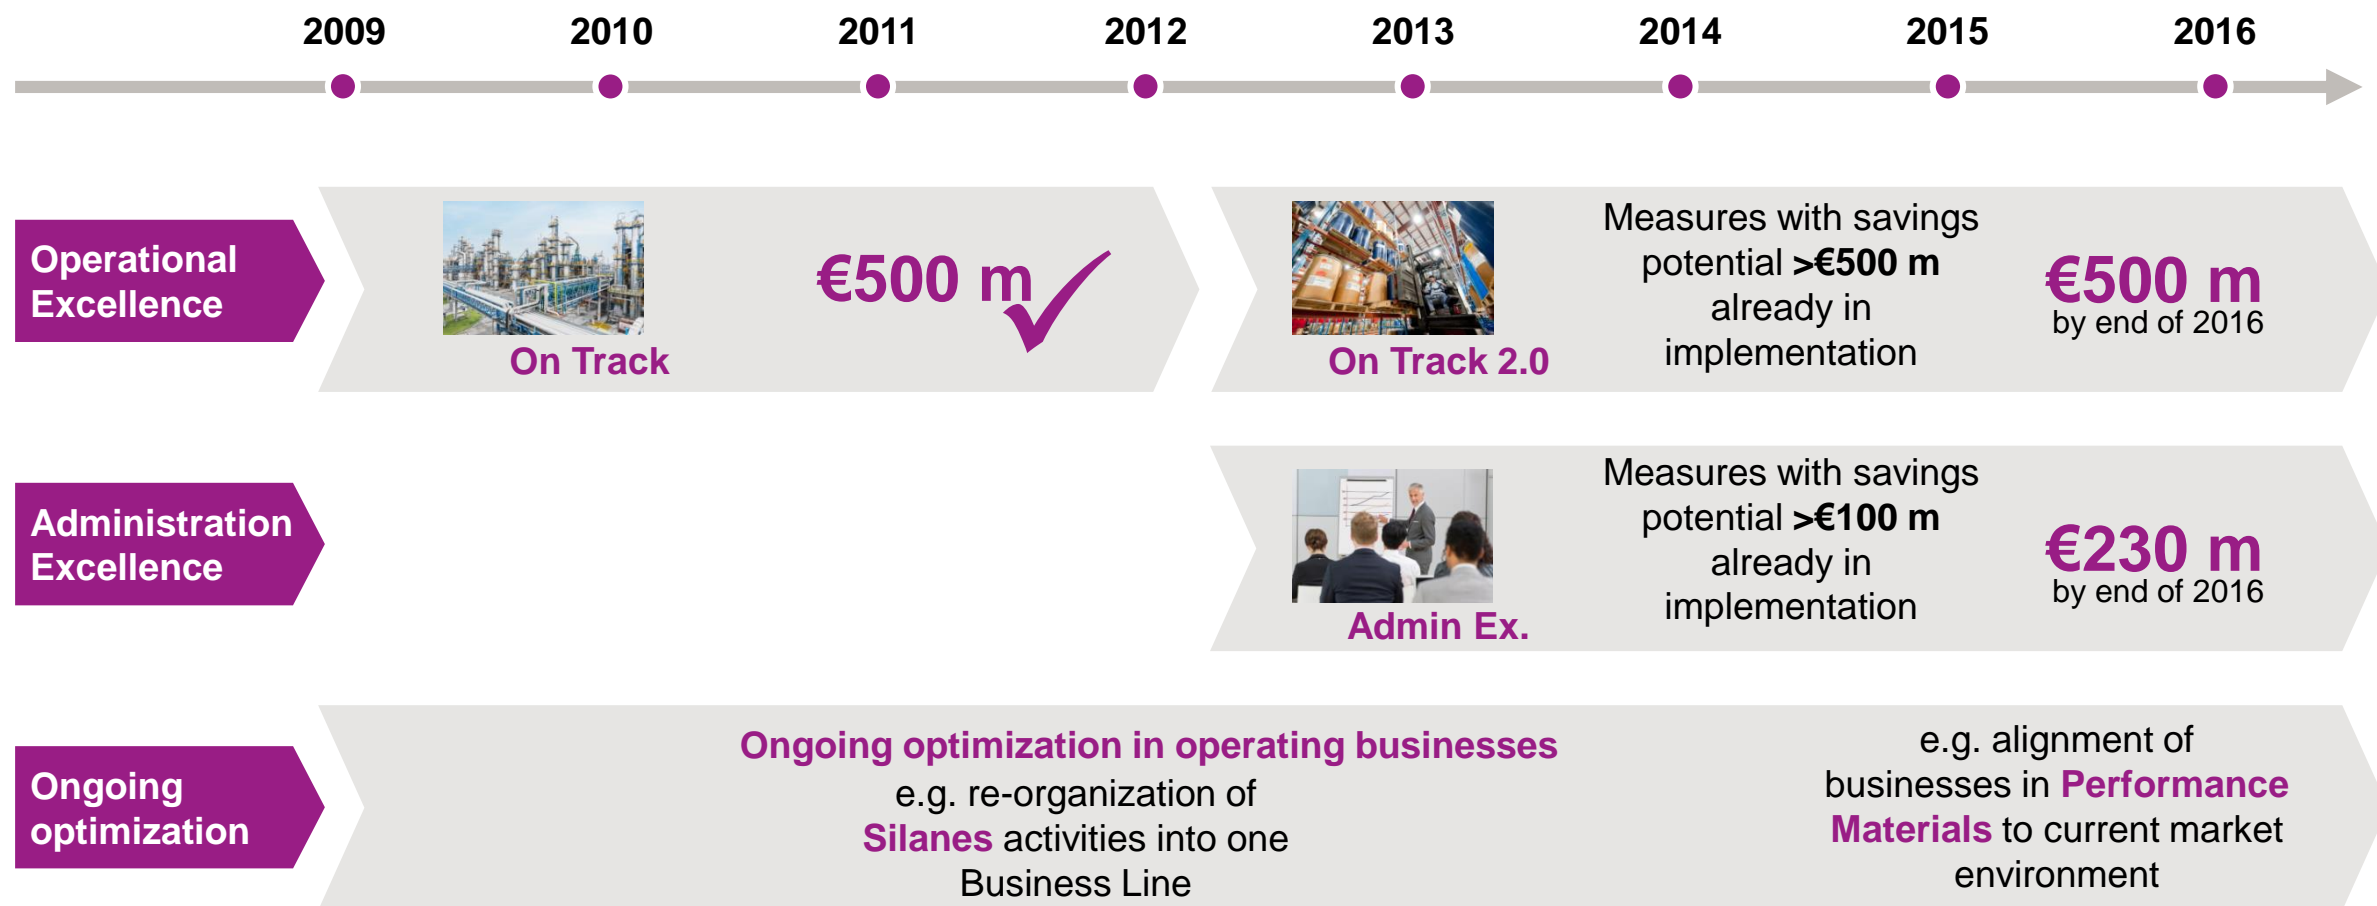 2009 2010 2011 2012 2013 2014 2015 2016
Operational
Excellence
On Track
€500 m
On Track 2.0
Measures with savings
potential >€500 m
already in
implementation
€500 m
by end of 2016
Administration
Excellence
Admin Ex.
Measures with savings
potential >€100 m
already in
implementation
€230 m
by end of 2016
Ongoing
optimization
Ongoing optimization in operating businesses
e.g. re-organization of
Silanes activities into one
Business Line
e.g. alignment of
businesses in Performance
Materials to current market
environment